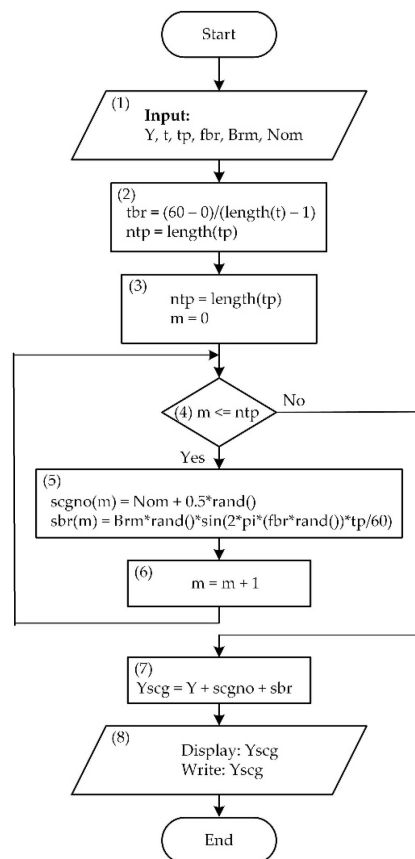 Start
(1)
Input:
Y, t, tp, fbr, Brm, Nom
(2)
tbr = (60 – 0)/(length(t) – 1)
ntp = length(tp)
(3)
ntp = length(tp)
m = 0
(4) m <= ntp
No
Yes
(5)
scgno(m) = Nom + 0.5*rand()
sbr(m) = Brm*rand()*sin(2*pi*(fbr*rand())*tp/60)
(6)
m = m + 1
(7)
Yscg = Y + scgno + sbr
(8)
Display: Yscg
Write: Yscg
End